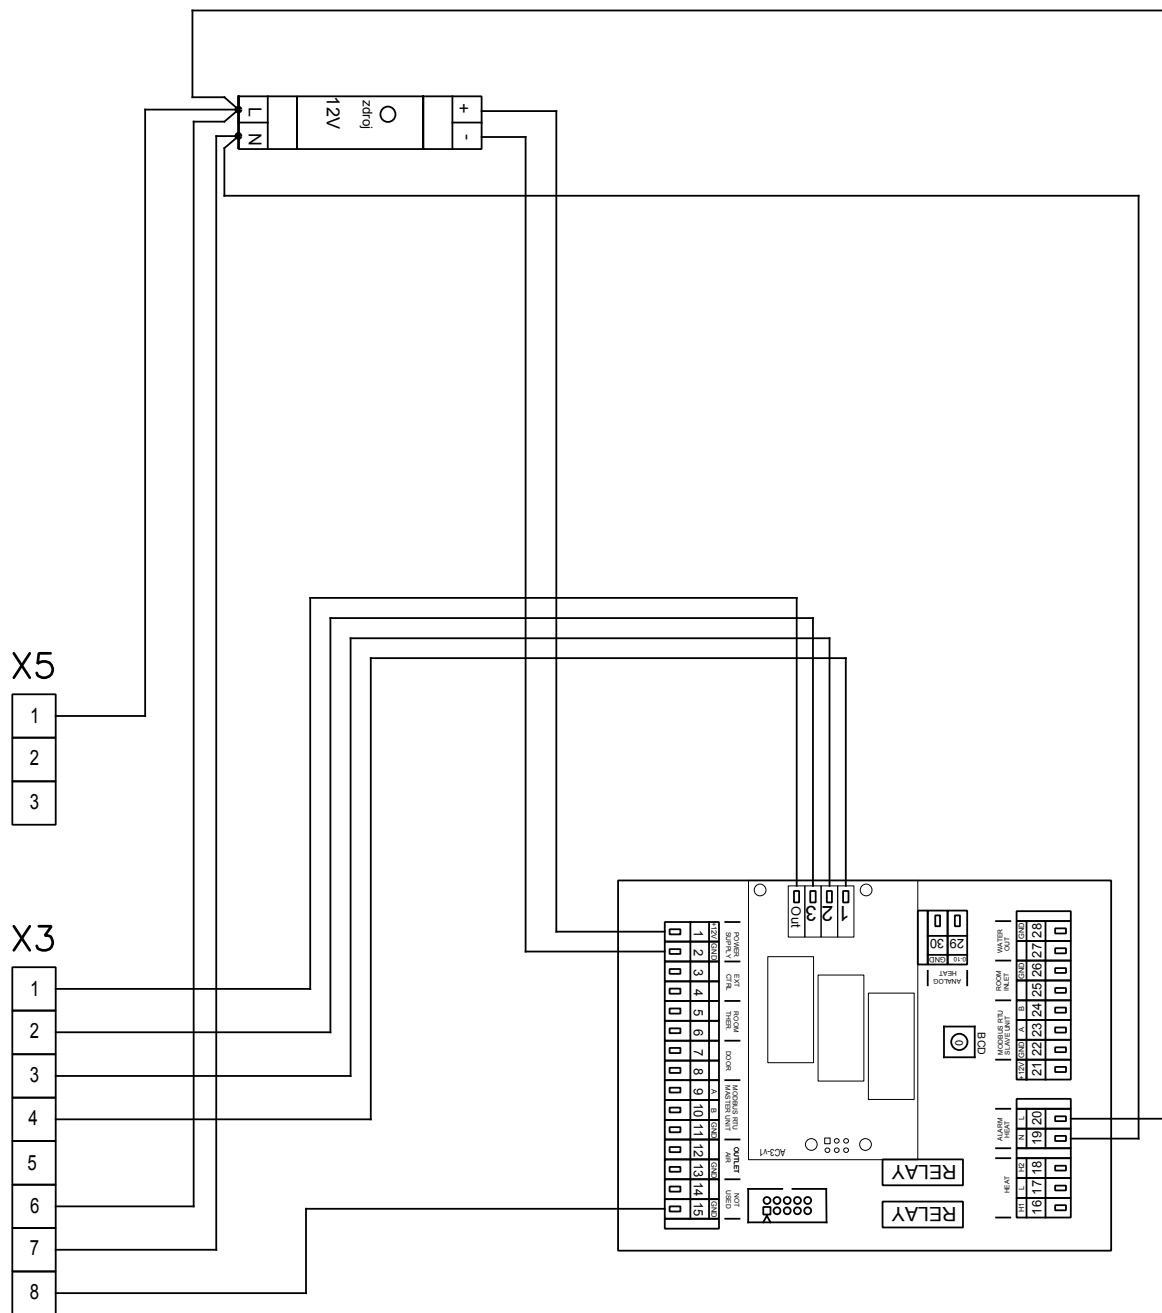 L
N
12V
zdroj
+
-
X5
1
2
3
X3
1
2
3
4
5
6
7
8
Out
3
2
1
1 +12V
2 GND
3
4
5
6
7
8
9 A
10 B
11 GND
12
13 GND
14
15 GND
POWER
SUPPLY
EXT
CTRL
ROOM
THER.
DOOR
MODBUS RTU
MASTER UNIT
OUTLET
AIR
NOT
USED
30 29
GND 0-10
ANALOG
HEAT
BCD
0
AC3-v1
RELAY
RELAY
WATER
OUT
ROOM
INLET
MODBUS RTU
SLAVE UNIT
ALARM
HEAT
HEAT
GND 28
27
GND 26
25
B 24
A 23
GND 22
+12V 21
L 20
N 19
H2 18
L 17
H1 16